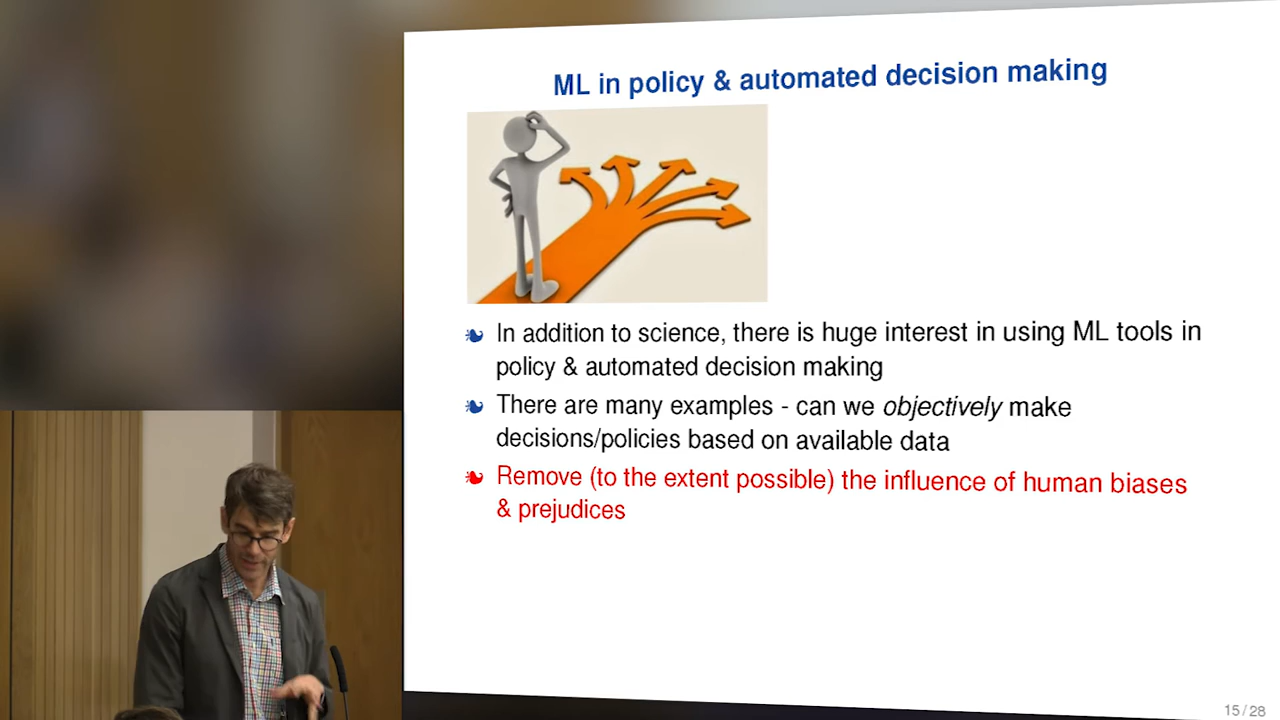 ML in policy & automated decision making
In addition to science, there is huge interest in using ML tools in
policy & automated decision making
There are many examples - can we objectively make
decisions/policies based on available data
Remove (to the extent possible) the influence of human biases
& prejudices
15/28